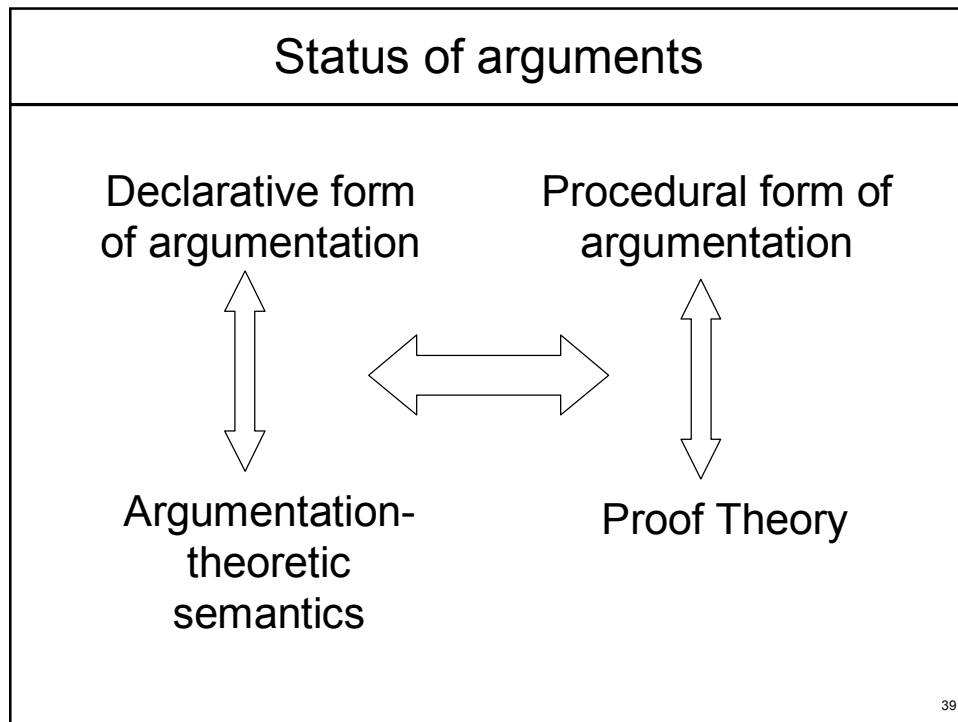 Status of arguments
Declarative form
of argumentation
Procedural form of
argumentation
Argumentation-
theoretic
semantics
Proof Theory
39